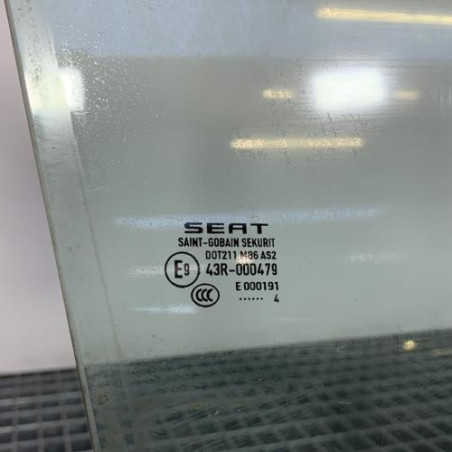 SEAT
SAINT-GOBAIN SEKURIT
DOT211 M86 AS2
E9 43R-000479
CCC E 000191
...... 4